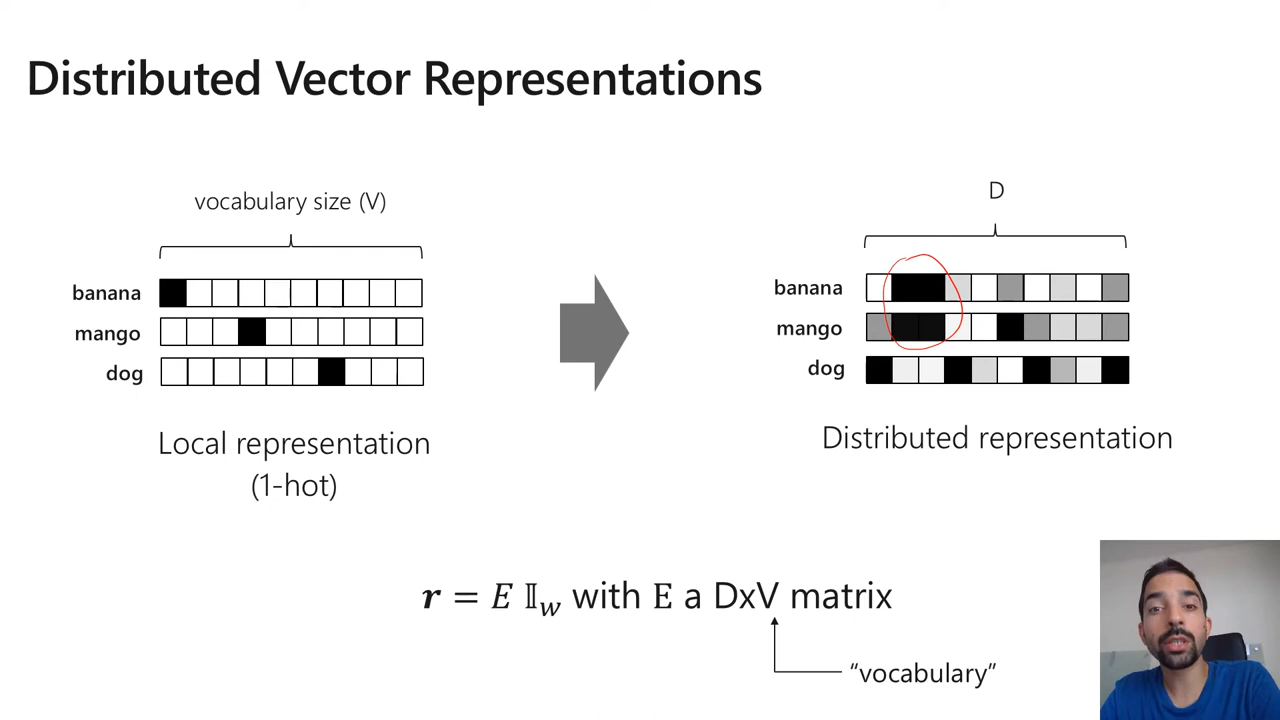 Distributed Vector Representations
vocabulary size (V)
banana
mango
dog
Local representation
(1-hot)
D
banana
mango
dog
Distributed representation
r = E 𝕀w with E a DxV matrix
“vocabulary”